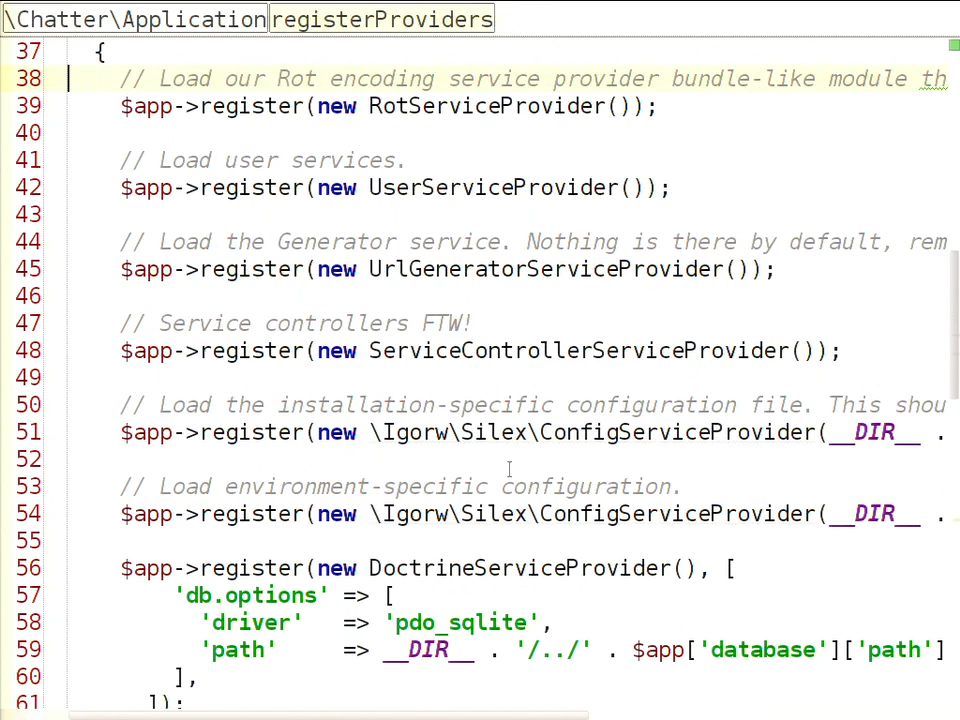 \Chatter\Application registerProviders
37 {
38 // Load our Rot encoding service provider bundle-like module th
39 $app->register(new RotServiceProvider());
40
41 // Load user services.
42 $app->register(new UserServiceProvider());
43
44 // Load the Generator service. Nothing is there by default, rem
45 $app->register(new UrlGeneratorServiceProvider());
46
47 // Service controllers FTW!
48 $app->register(new ServiceControllerServiceProvider());
49
50 // Load the installation-specific configuration file. This shou
51 $app->register(new \Igorw\Silex\ConfigServiceProvider(__DIR__ .
52
53 // Load environment-specific configuration.
54 $app->register(new \Igorw\Silex\ConfigServiceProvider(__DIR__ .
55
56 $app->register(new DoctrineServiceProvider(), [
57 'db.options' => [
58 'driver' => 'pdo_sqlite',
59 'path' => __DIR__ . '/../' . $app['database']['path']
60 ],
61 ]);